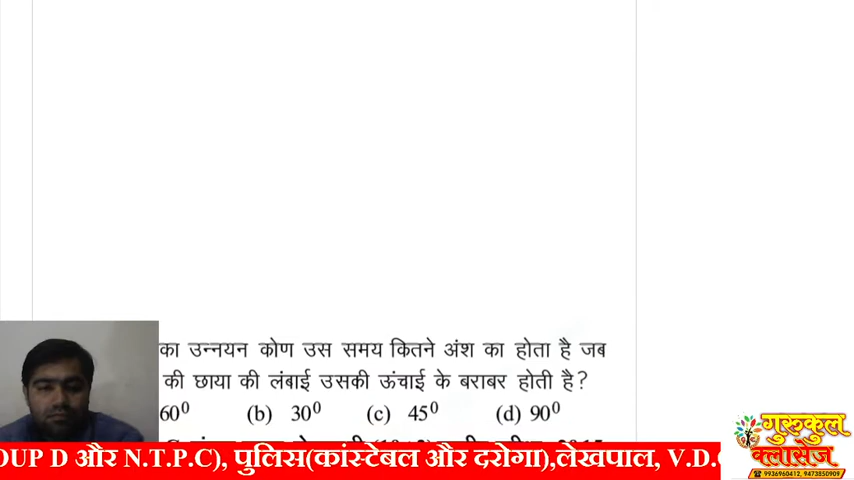 का उन्नयन कोण उस समय कितने अंश का होता है जब
की छाया की लंबाई उसकी ऊंचाई के बराबर होती है?
60⁰ (b) 30⁰ (c) 45⁰ (d) 90⁰
OUP D और N.T.P.C), पुलिस(कांस्टेबल और दरोगा),लेखपाल, V.D.
गुरुकुल
क्लासेज
☎ 9936960412, 9473850909